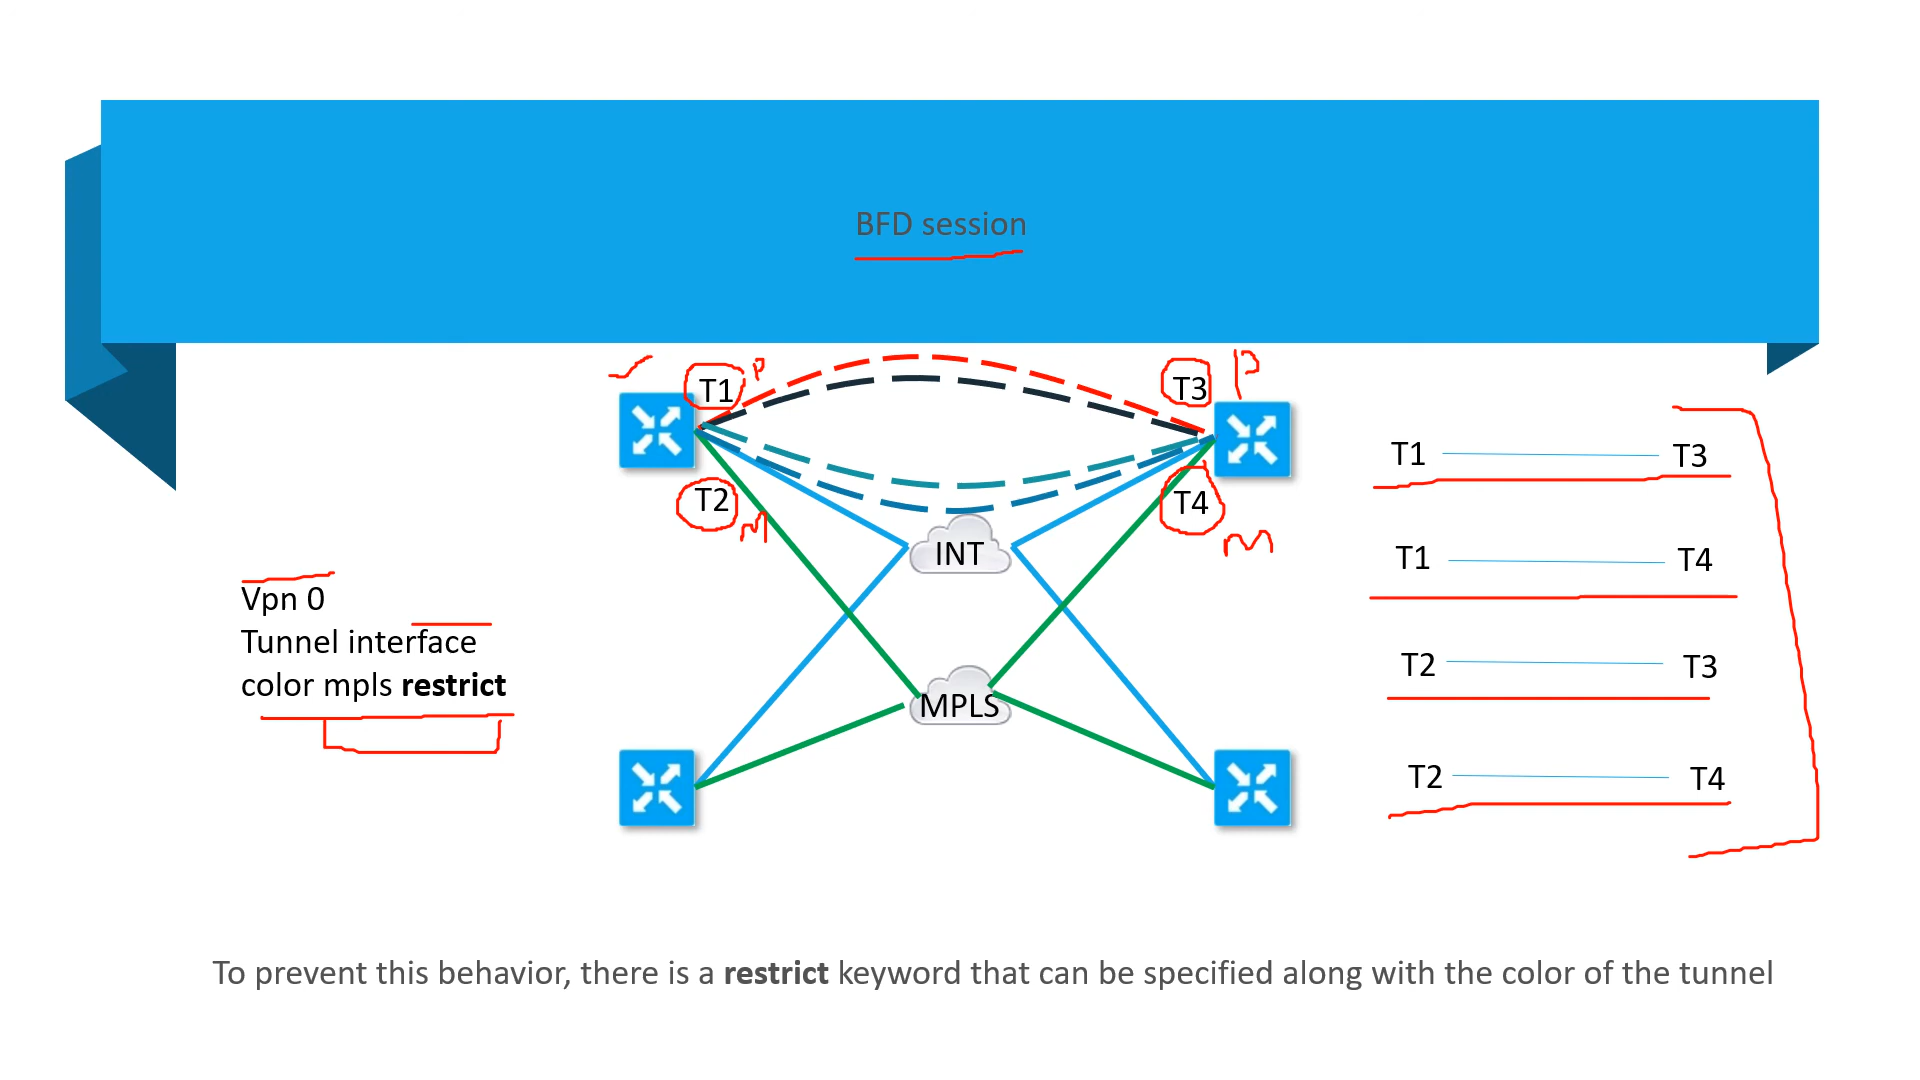 BFD session
T1 P
T3 P
T2 M
T4 M
INT
MPLS
Vpn 0
Tunnel interface
color mpls restrict
T1 T3
T1 T4
T2 T3
T2 T4
To prevent this behavior, there is a restrict keyword that can be specified along with the color of the tunnel